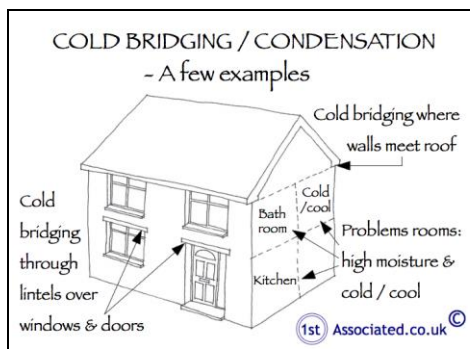 COLD BRIDGING / CONDENSATION
- A few examples
Cold bridging where
walls meet roof
Cold
bridging
through
lintels over
windows & doors
Bath
room
Cold
/cool
Kitchen
Problems rooms:
high moisture &
cold / cool
1st Associated.co.uk ©